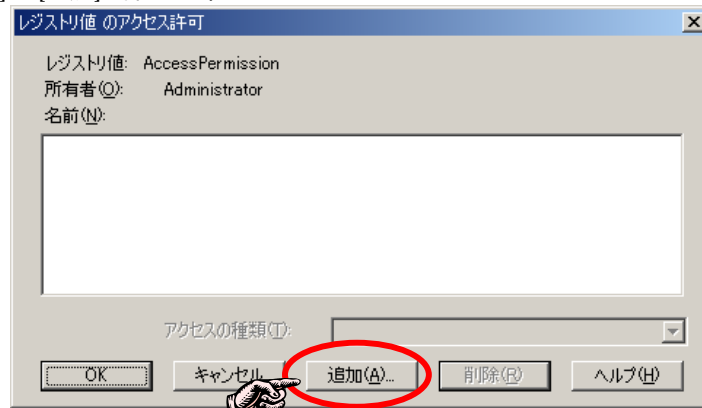 レジストリ値 のアクセス許可
レジストリ値: AccessPermission
所有者(O): Administrator
名前(N):
アクセスの種類(T):
OK キャンセル 追加(A)... 削除(R) ヘルプ(H)